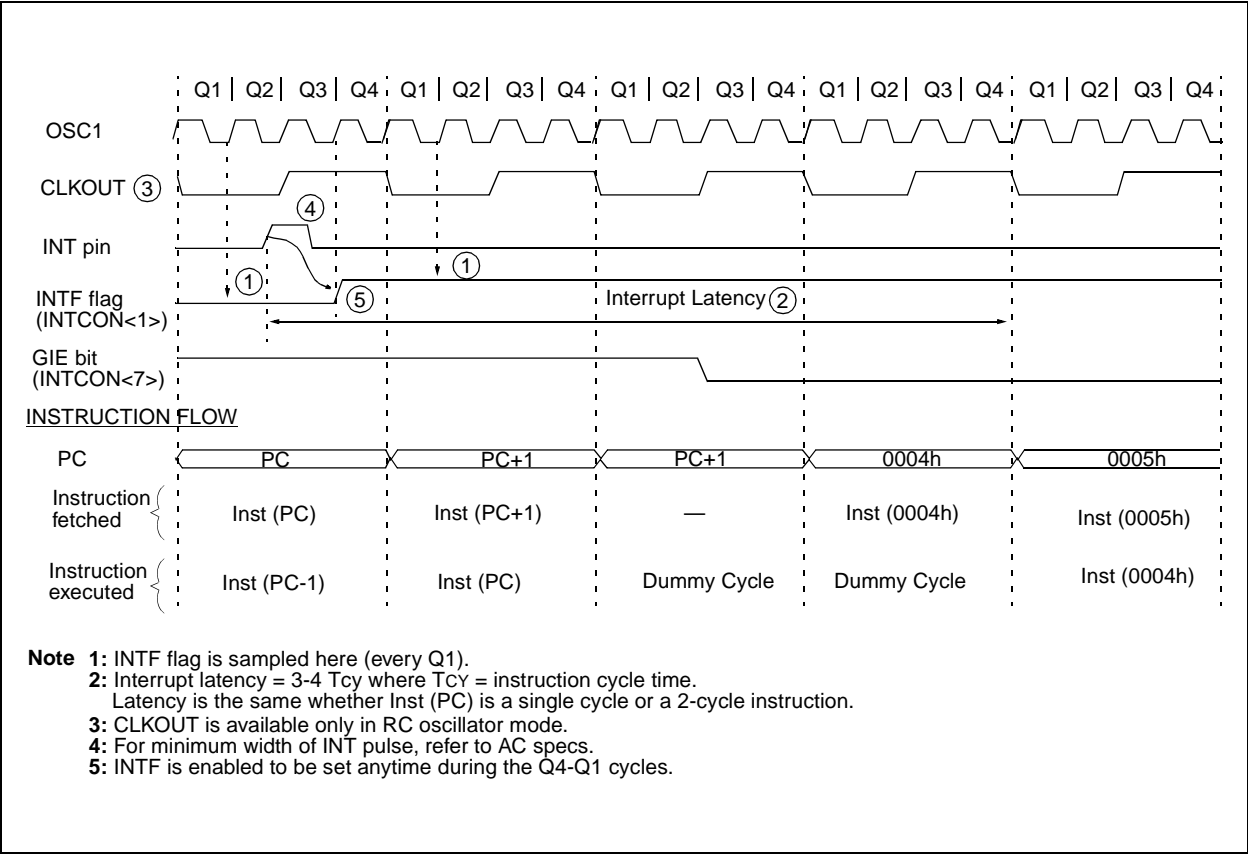 Q1 | Q2 | Q3 | Q4 Q1 | Q2 | Q3 | Q4 Q1 | Q2 | Q3 | Q4 Q1 | Q2 | Q3 | Q4 Q1 | Q2 | Q3 | Q4
OSC1
CLKOUT 3
4
INT pin
1 1
INTF flag
(INTCON<1>)
5
Interrupt Latency 2
GIE bit
(INTCON<7>)
INSTRUCTION FLOW
PC PC PC+1 PC+1 0004h 0005h
Instruction
fetched
Inst (PC) Inst (PC+1) — Inst (0004h) Inst (0005h)
Instruction
executed
Inst (PC-1) Inst (PC) Dummy Cycle Dummy Cycle Inst (0004h)
Note 1: INTF flag is sampled here (every Q1).
2: Interrupt latency = 3-4 Tcy where TCY = instruction cycle time.
Latency is the same whether Inst (PC) is a single cycle or a 2-cycle instruction.
3: CLKOUT is available only in RC oscillator mode.
4: For minimum width of INT pulse, refer to AC specs.
5: INTF is enabled to be set anytime during the Q4-Q1 cycles.